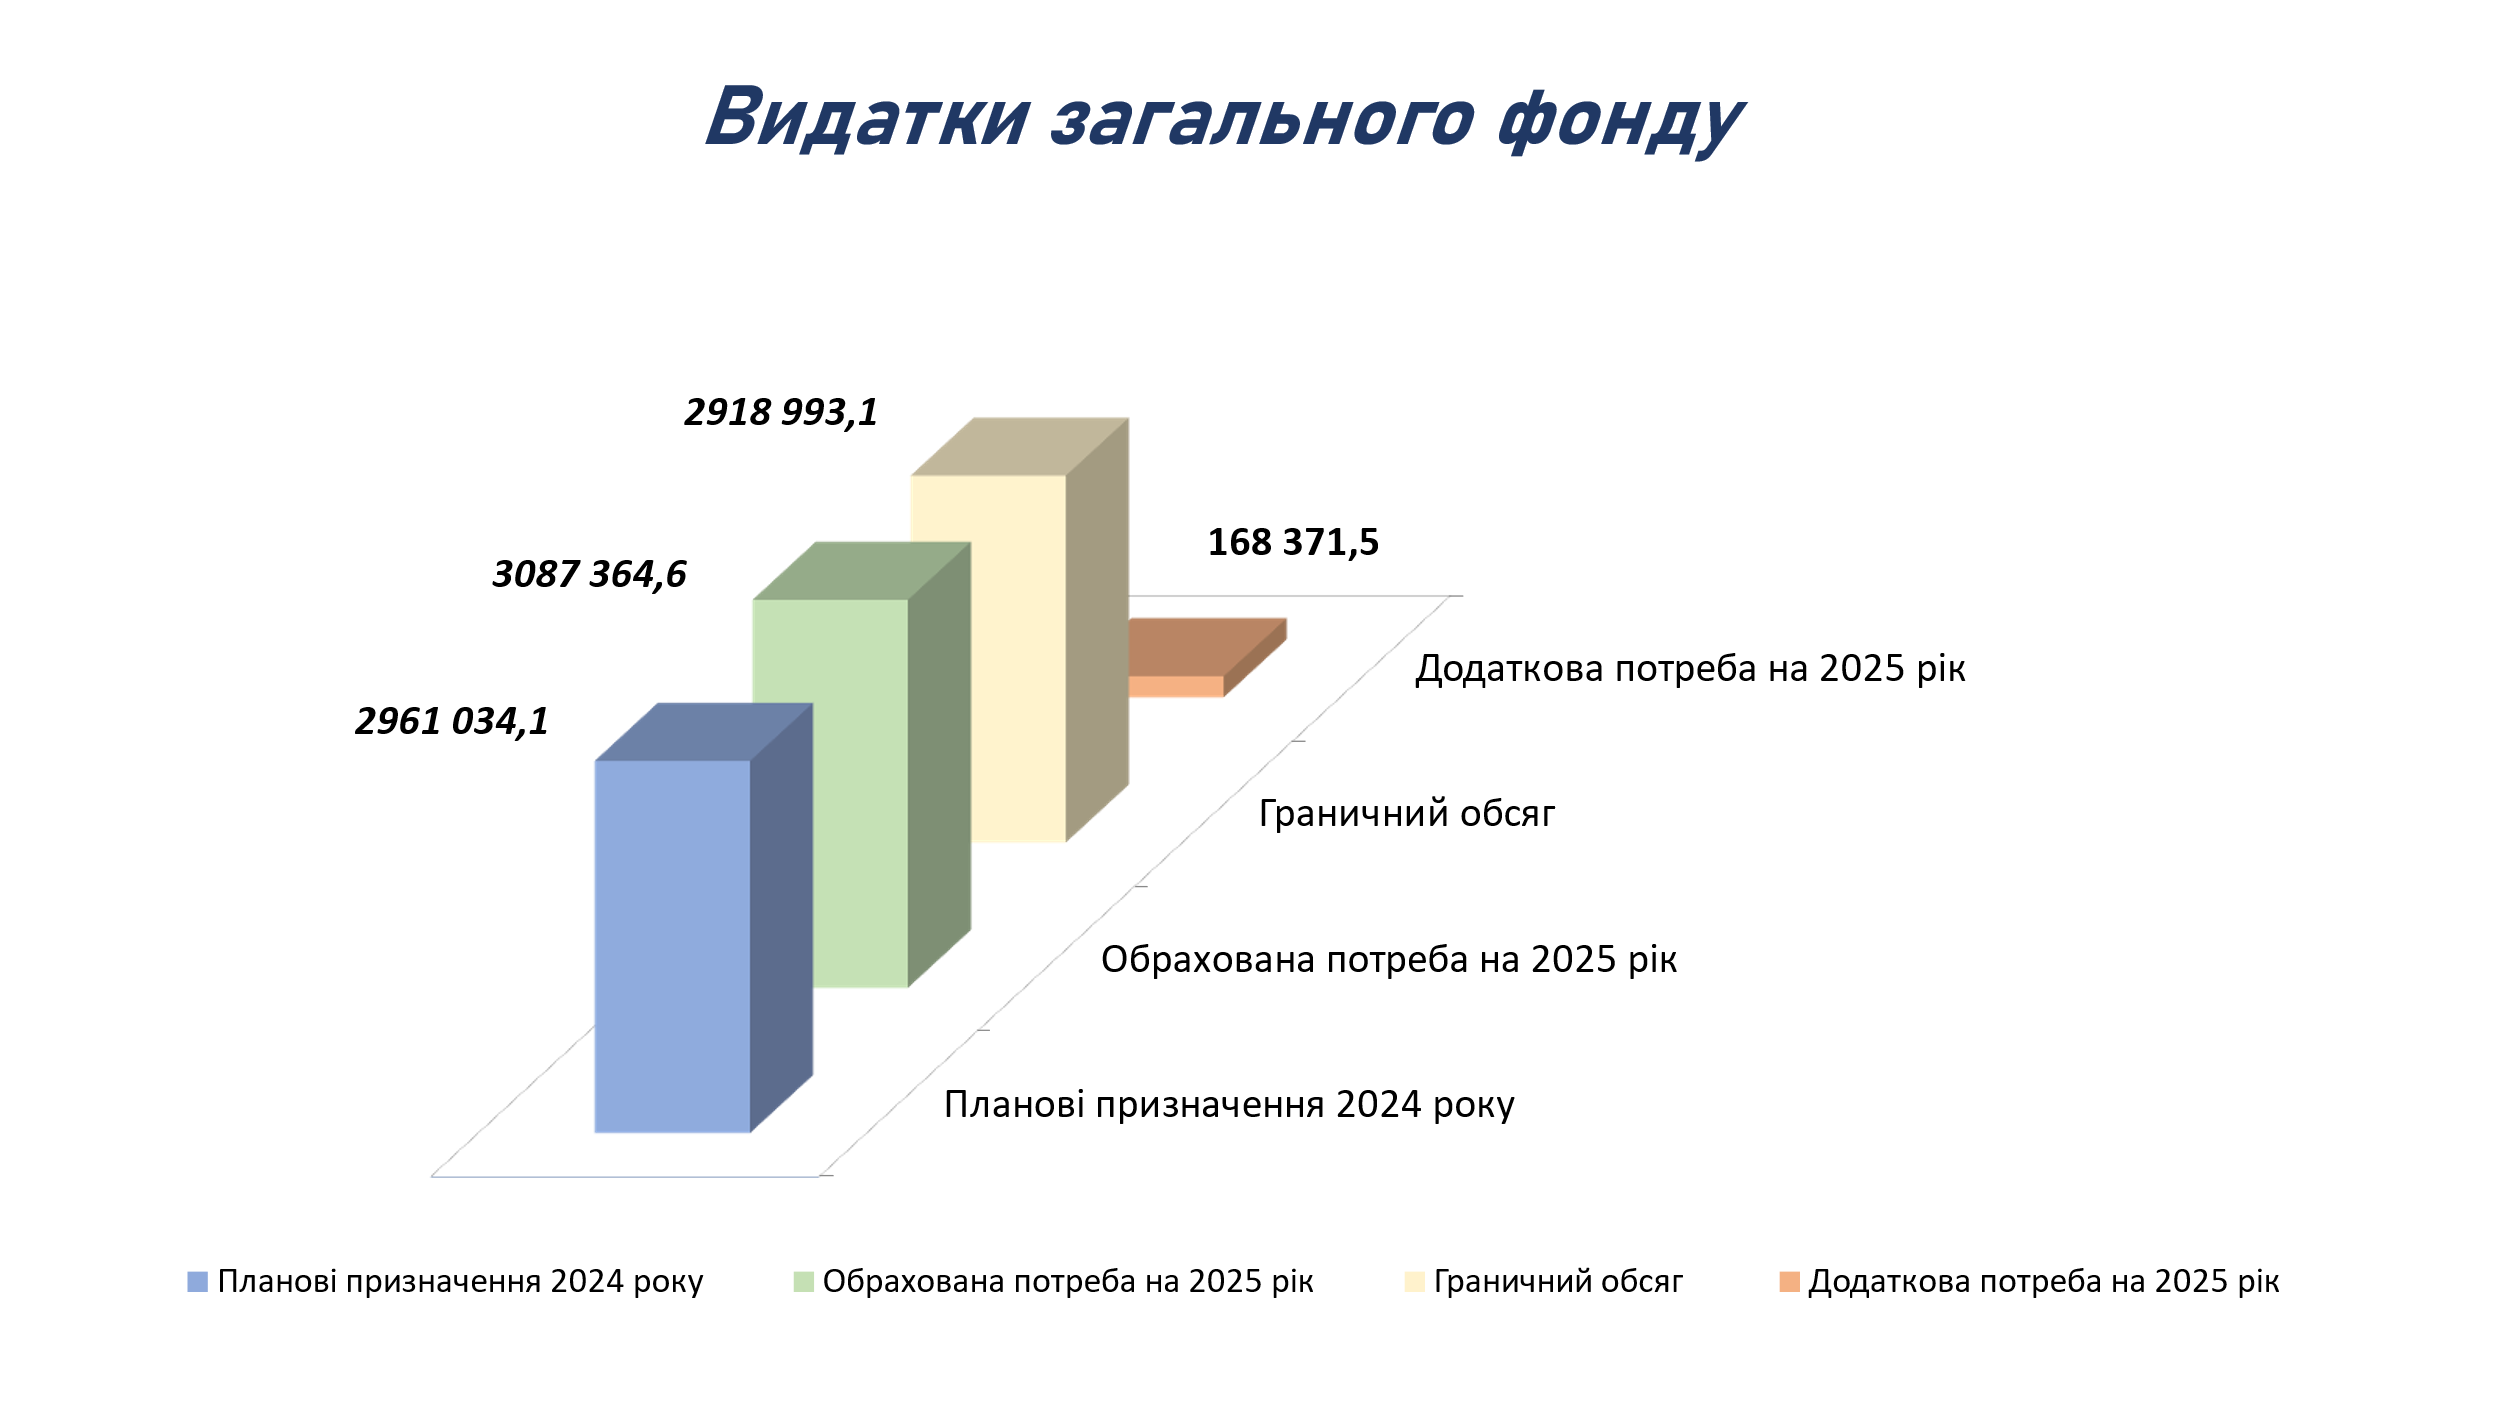 Видатки загального фонду
2918 993,1
168 371,5
3087 364,6
2961 034,1
Додаткова потреба на 2025 рік
Граничний обсяг
Обрахована потреба на 2025 рік
Планові призначення 2024 року
Планові призначення 2024 року
Обрахована потреба на 2025 рік
Граничний обсяг
Додаткова потреба на 2025 рік